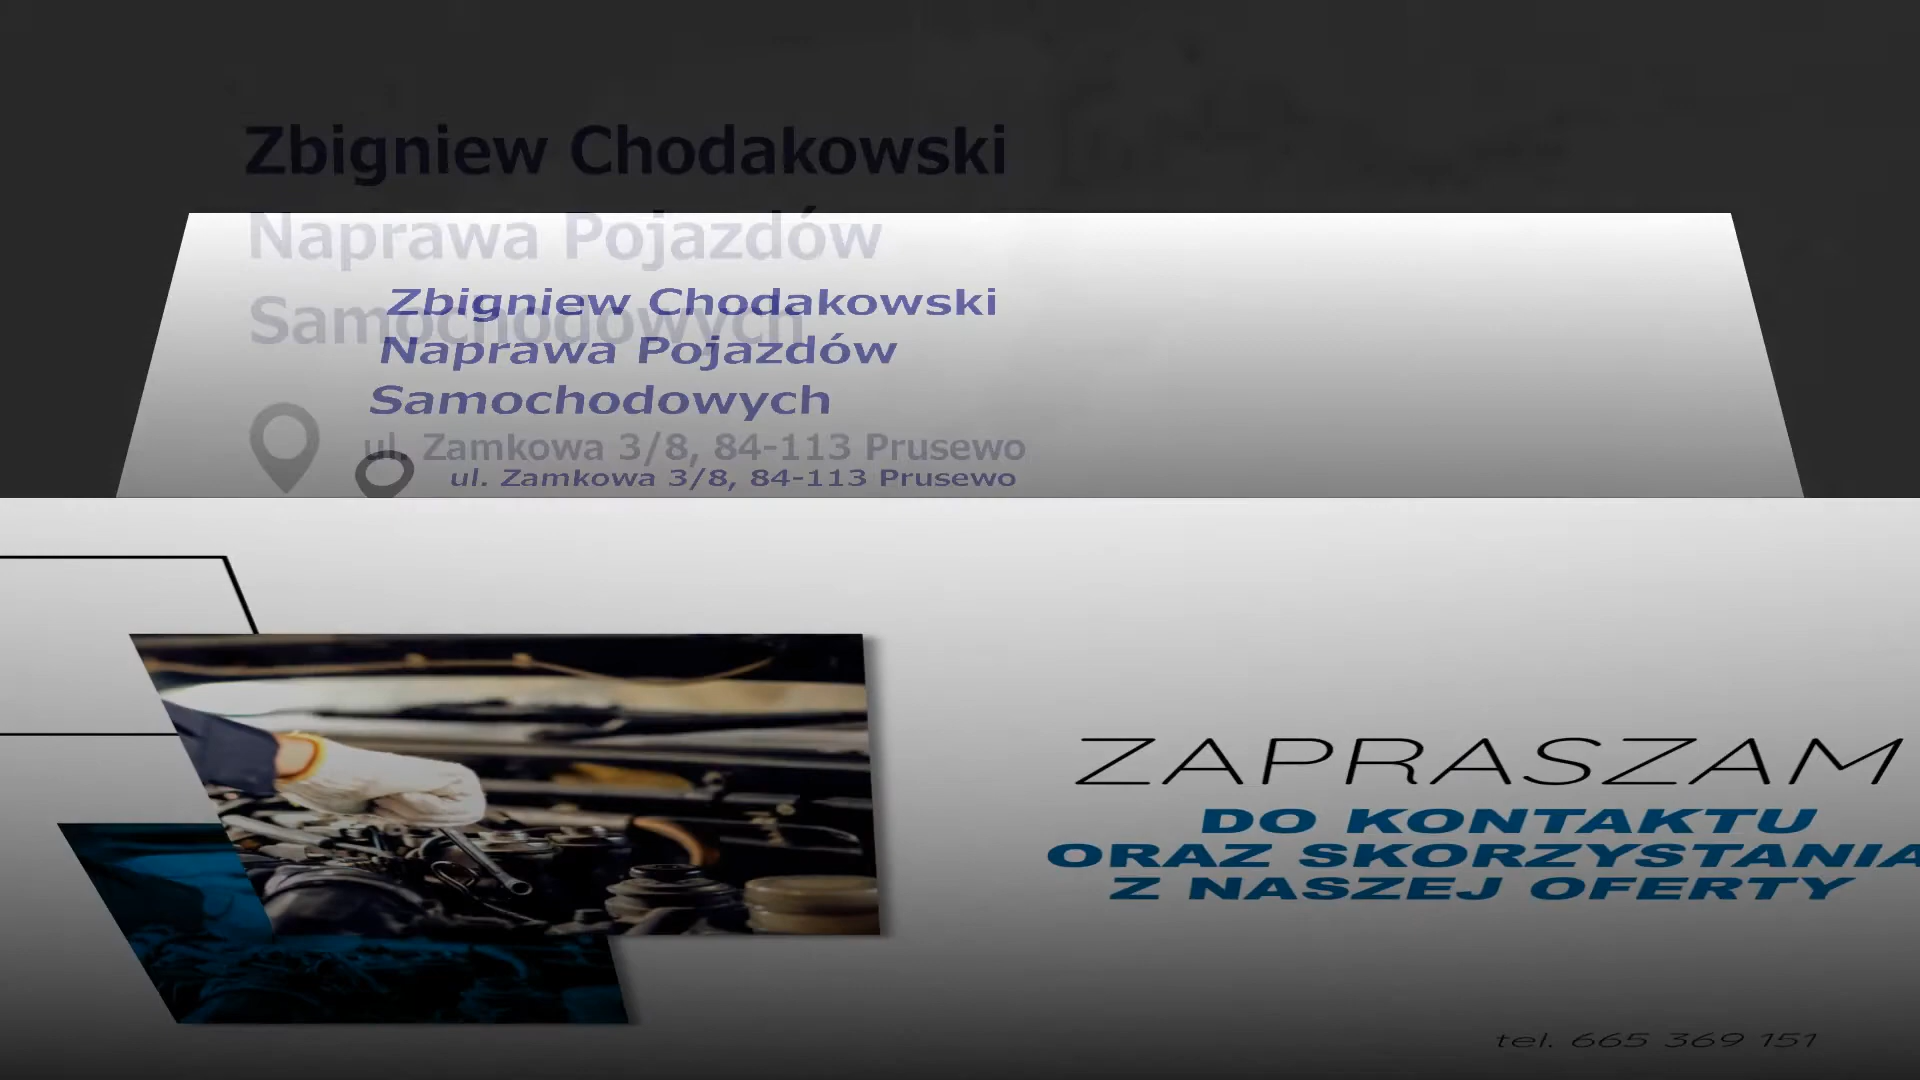 Zbigniew Chodakowski
Naprawa Pojazdów
Samochodowych
ul. Zamkowa 3/8, 84-113 Prusewo
Zbigniew Chodakowski
Naprawa Pojazdów
Samochodowych
ul. Zamkowa 3/8, 84-113 Prusewo
ZAPRASZAM
DO KONTAKTU
ORAZ SKORZYSTANIA
Z NASZEJ OFERTY
tel. 665 369 151